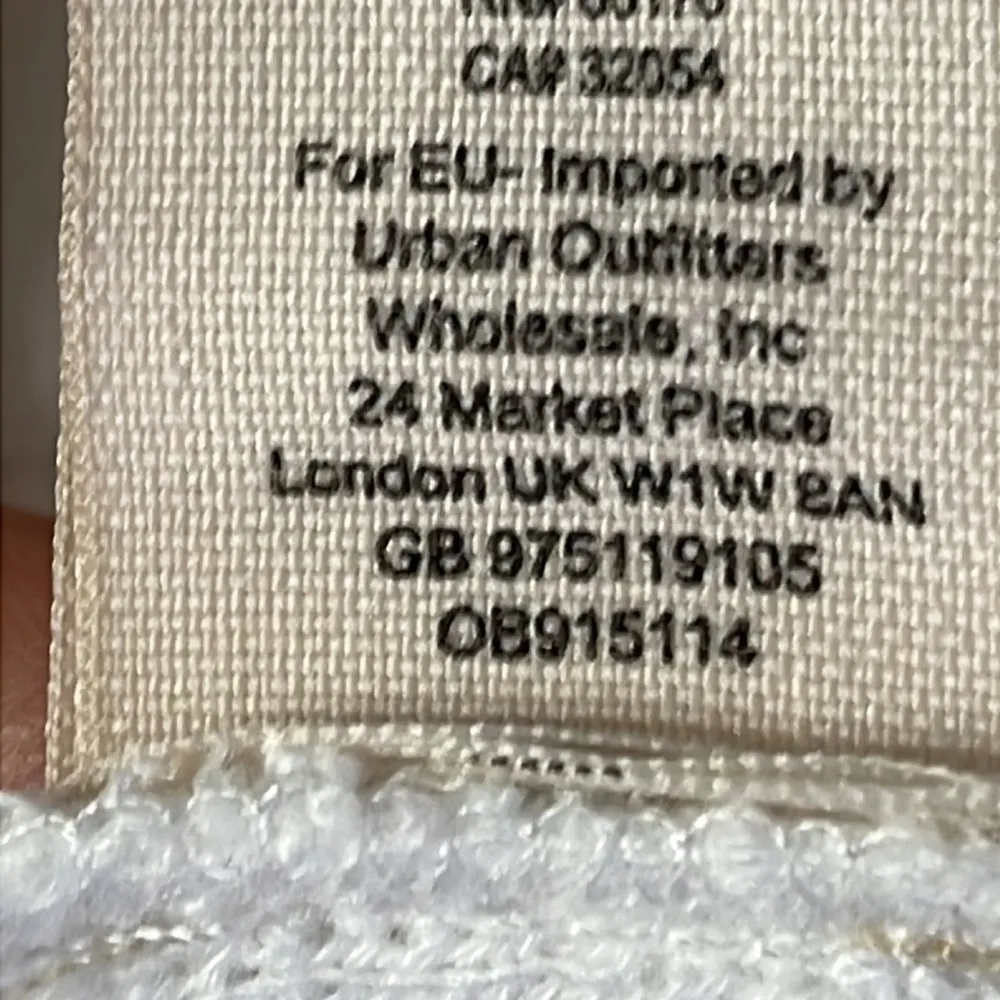 CA# 32054
For EU- Imported by
Urban Outfitters
Wholesale, Inc
24 Market Place
London UK W1W 8AN
GB 975119105
OB915114